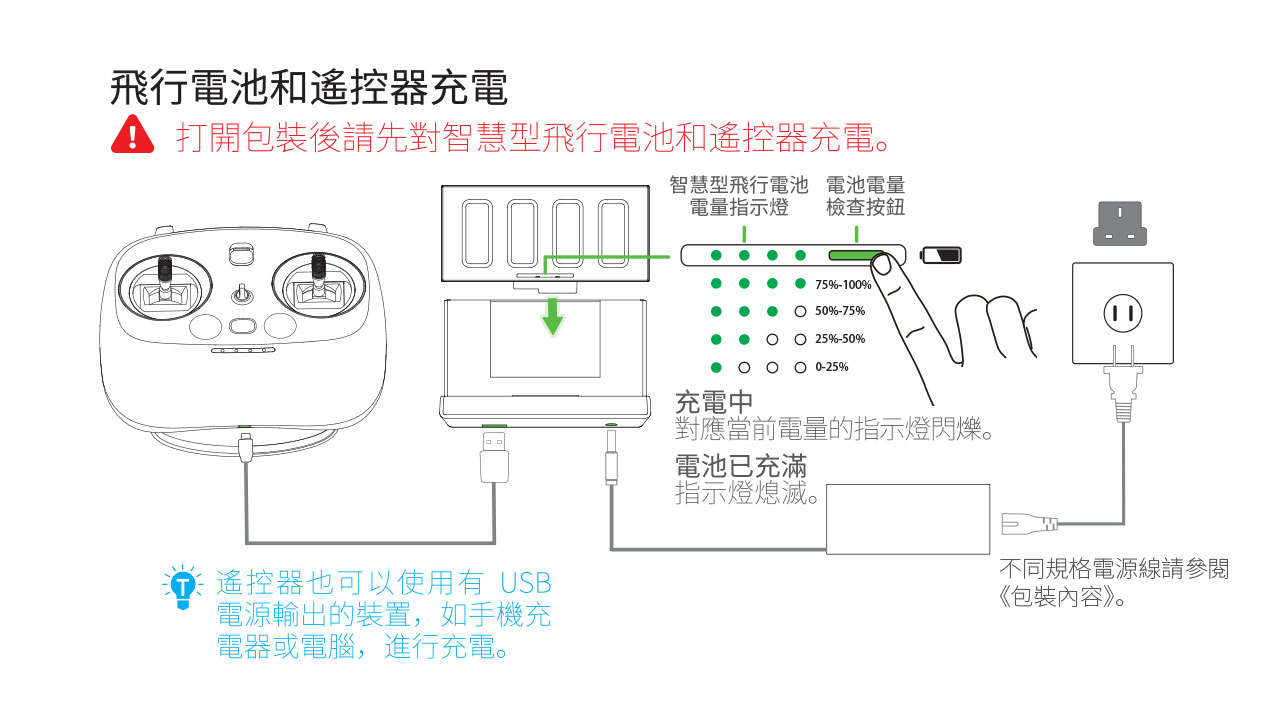 飛行電池和遙控器充電
打開包裝後請先對智慧型飛行電池和遙控器充電。
智慧型飛行電池
電量指示燈
電池電量
檢查按鈕
75%-100%
50%-75%
25%-50%
0-25%
充電中
對應當前電量的指示燈閃爍。
電池已充滿
指示燈熄滅。
不同規格電源線請參閱
《包裝內容》。
T
遙控器也可以使用有 USB
電源輸出的裝置，如手機充
電器或電腦，進行充電。